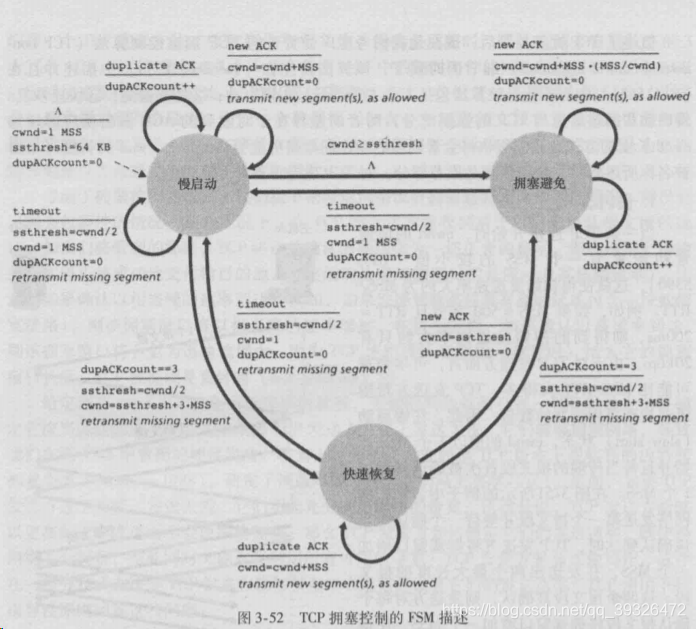 new ACK
cwnd=cwnd+MSS
dupACKcount=0
transmit new segment(s), as allowed
duplicate ACK
dupACKcount++
new ACK
cwnd=cwnd+MSS·(MSS/cwnd)
dupACKcount=0
transmit new segment(s), as allowed
cwnd=1 MSS
ssthresh=64 KB
dupACKcount=0
慢启动
cwnd≥ssthresh
Λ
拥塞避免
timeout
ssthresh=cwnd/2
cwnd=1 MSS
dupACKcount=0
retransmit missing segment
timeout
ssthresh=cwnd/2
cwnd=1 MSS
dupACKcount=0
retransmit missing segment
duplicate ACK
dupACKcount++
timeout
ssthresh=cwnd/2
cwnd=1
dupACKcount=0
retransmit missing segment
new ACK
cwnd=ssthresh
dupACKcount=0
dupACKcount==3
ssthresh=cwnd/2
cwnd=ssthresh+3·MSS
retransmit missing segment
dupACKcount==3
ssthresh=cwnd/2
cwnd=ssthresh+3·MSS
retransmit missing segment
快速恢复
duplicate ACK
cwnd=cwnd+MSS
transmit new segment(s), as allowed
图 3-52 TCP 拥塞控制的 FSM 描述
https://blog.csdn.net/qq_39326472